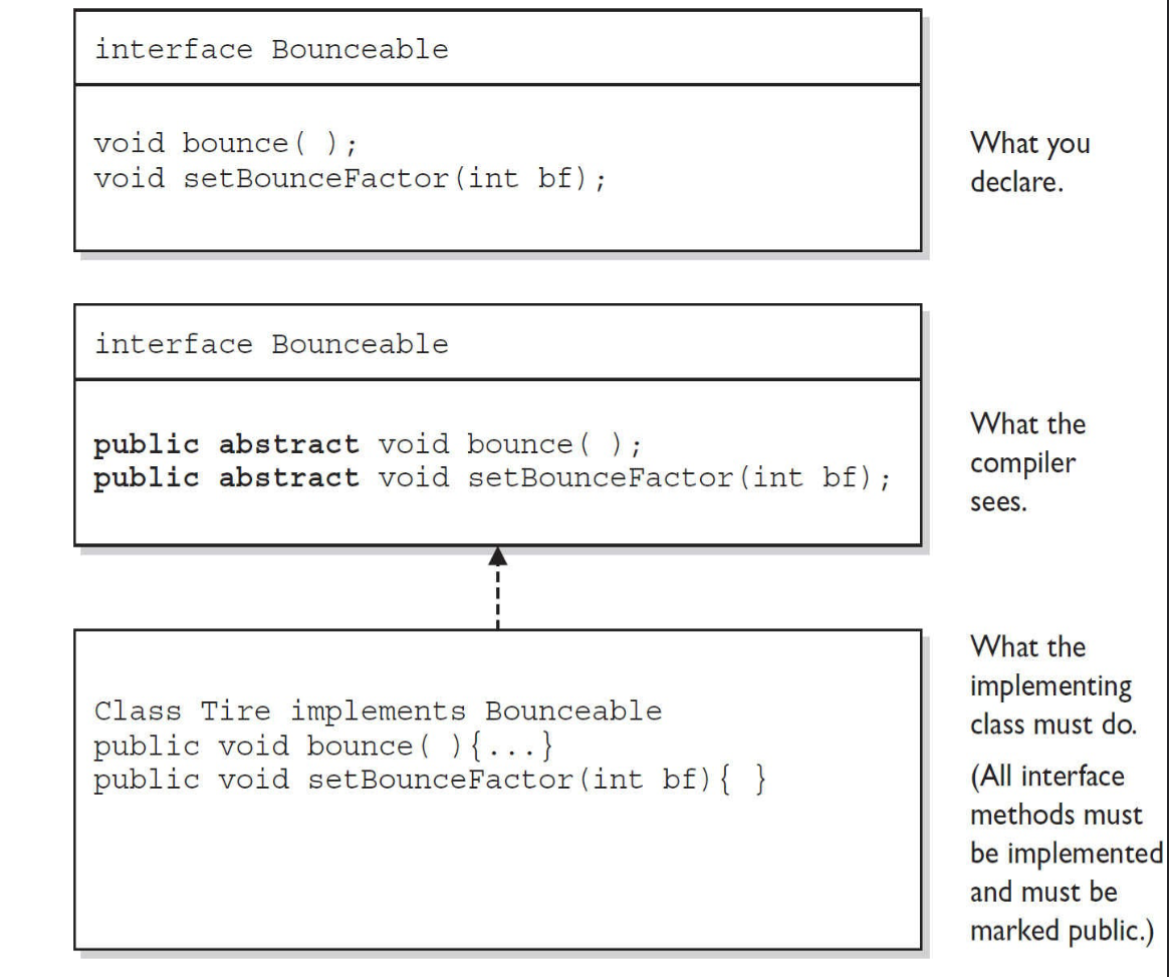 interface Bounceable
void bounce( );
void setBounceFactor(int bf);
What you
declare.
interface Bounceable
public abstract void bounce( );
public abstract void setBounceFactor(int bf);
What the
compiler
sees.
Class Tire implements Bounceable
public void bounce( ){...}
public void setBounceFactor(int bf){ }
What the
implementing
class must do.
(All interface
methods must
be implemented
and must be
marked public.)